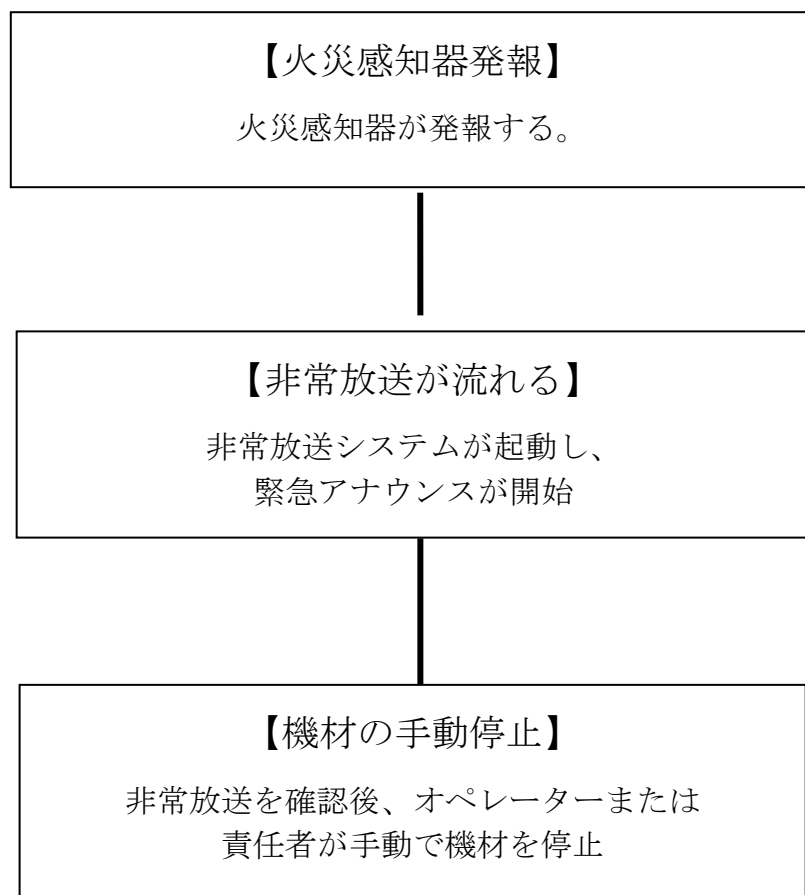 【火災感知器発報】
火災感知器が発報する。
【非常放送が流れる】
非常放送システムが起動し、
緊急アナウンスが開始
【機材の手動停止】
非常放送を確認後、オペレーターまたは
責任者が手動で機材を停止